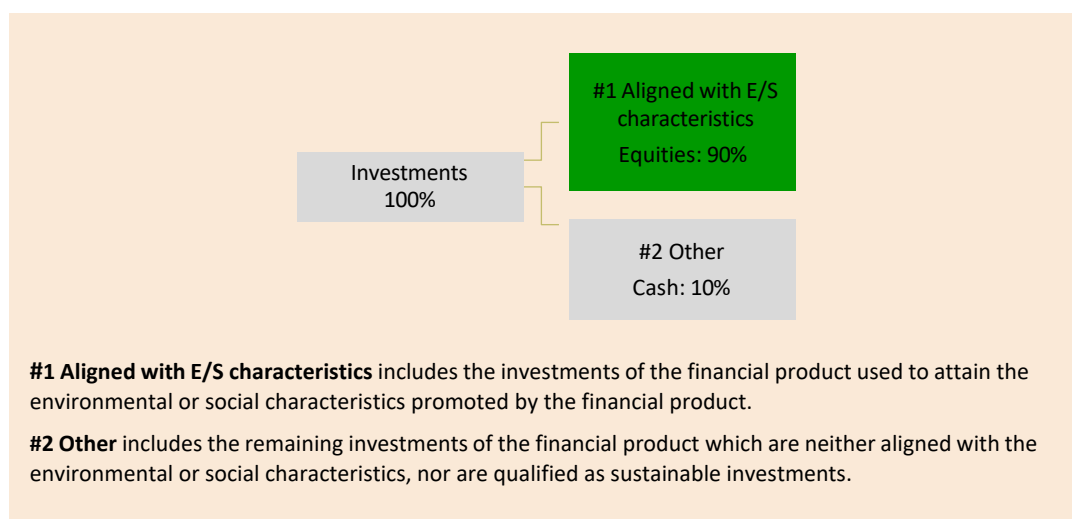 #1 Aligned with E/S
characteristics
Equities: 90%
Investments
100%
#2 Other
Cash: 10%
#1 Aligned with E/S characteristics includes the investments of the financial product used to attain the
environmental or social characteristics promoted by the financial product.
#2 Other includes the remaining investments of the financial product which are neither aligned with the
environmental or social characteristics, nor are qualified as sustainable investments.